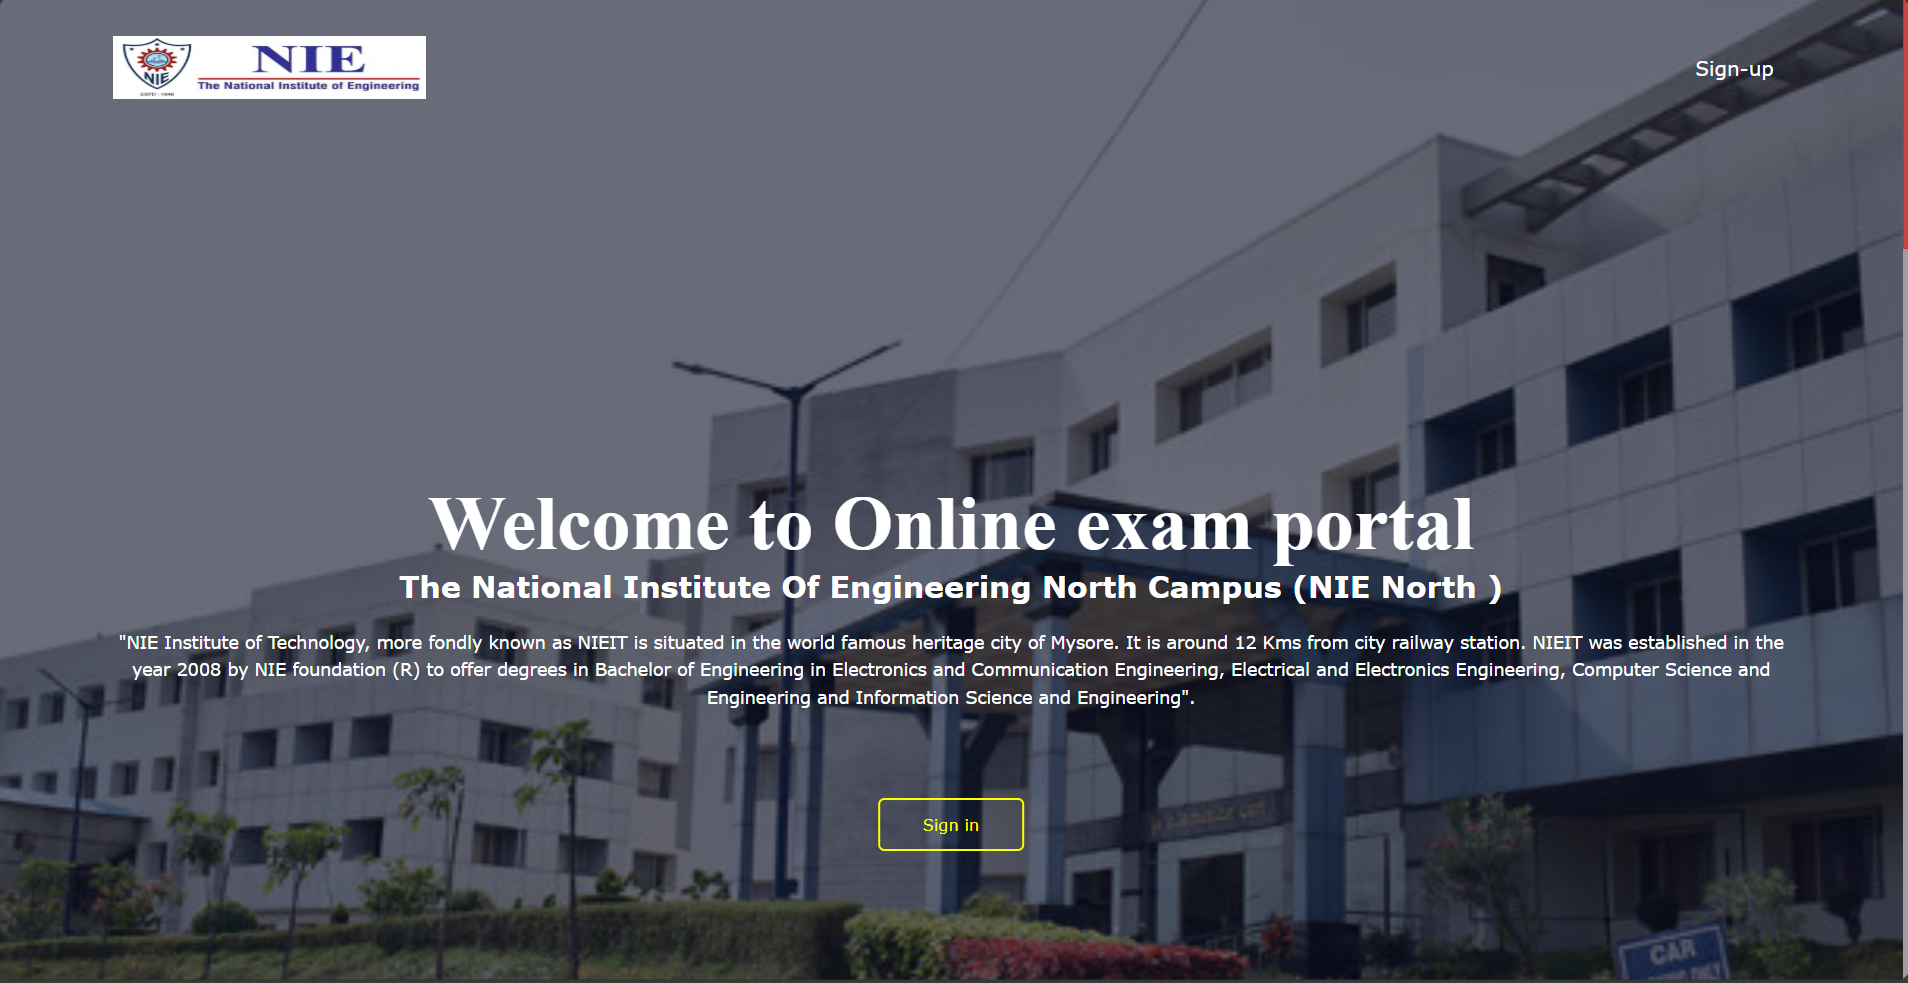 NIE
NIE
The National Institute of Engineering
Sign-up
Welcome to Online exam portal
The National Institute Of Engineering North Campus (NIE North )
"NIE Institute of Technology, more fondly known as NIEIT is situated in the world famous heritage city of Mysore. It is around 12 Kms from city railway station. NIEIT was established in the
year 2008 by NIE foundation (R) to offer degrees in Bachelor of Engineering in Electronics and Communication Engineering, Electrical and Electronics Engineering, Computer Science and
Engineering and Information Science and Engineering".
Sign in
CAR
ONLY